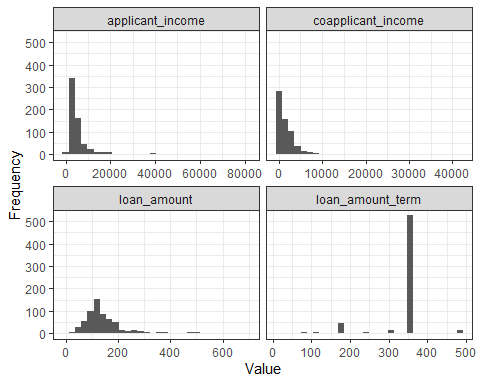 applicant_income coapplicant_income
500
400
300
200
100
0
0 20000 40000 60000 80000 0 10000 20000 30000 40000
loan_amount loan_amount_term
500
400
300
200
100
0
0 200 400 600 0 100 200 300 400 500
Frequency
Value